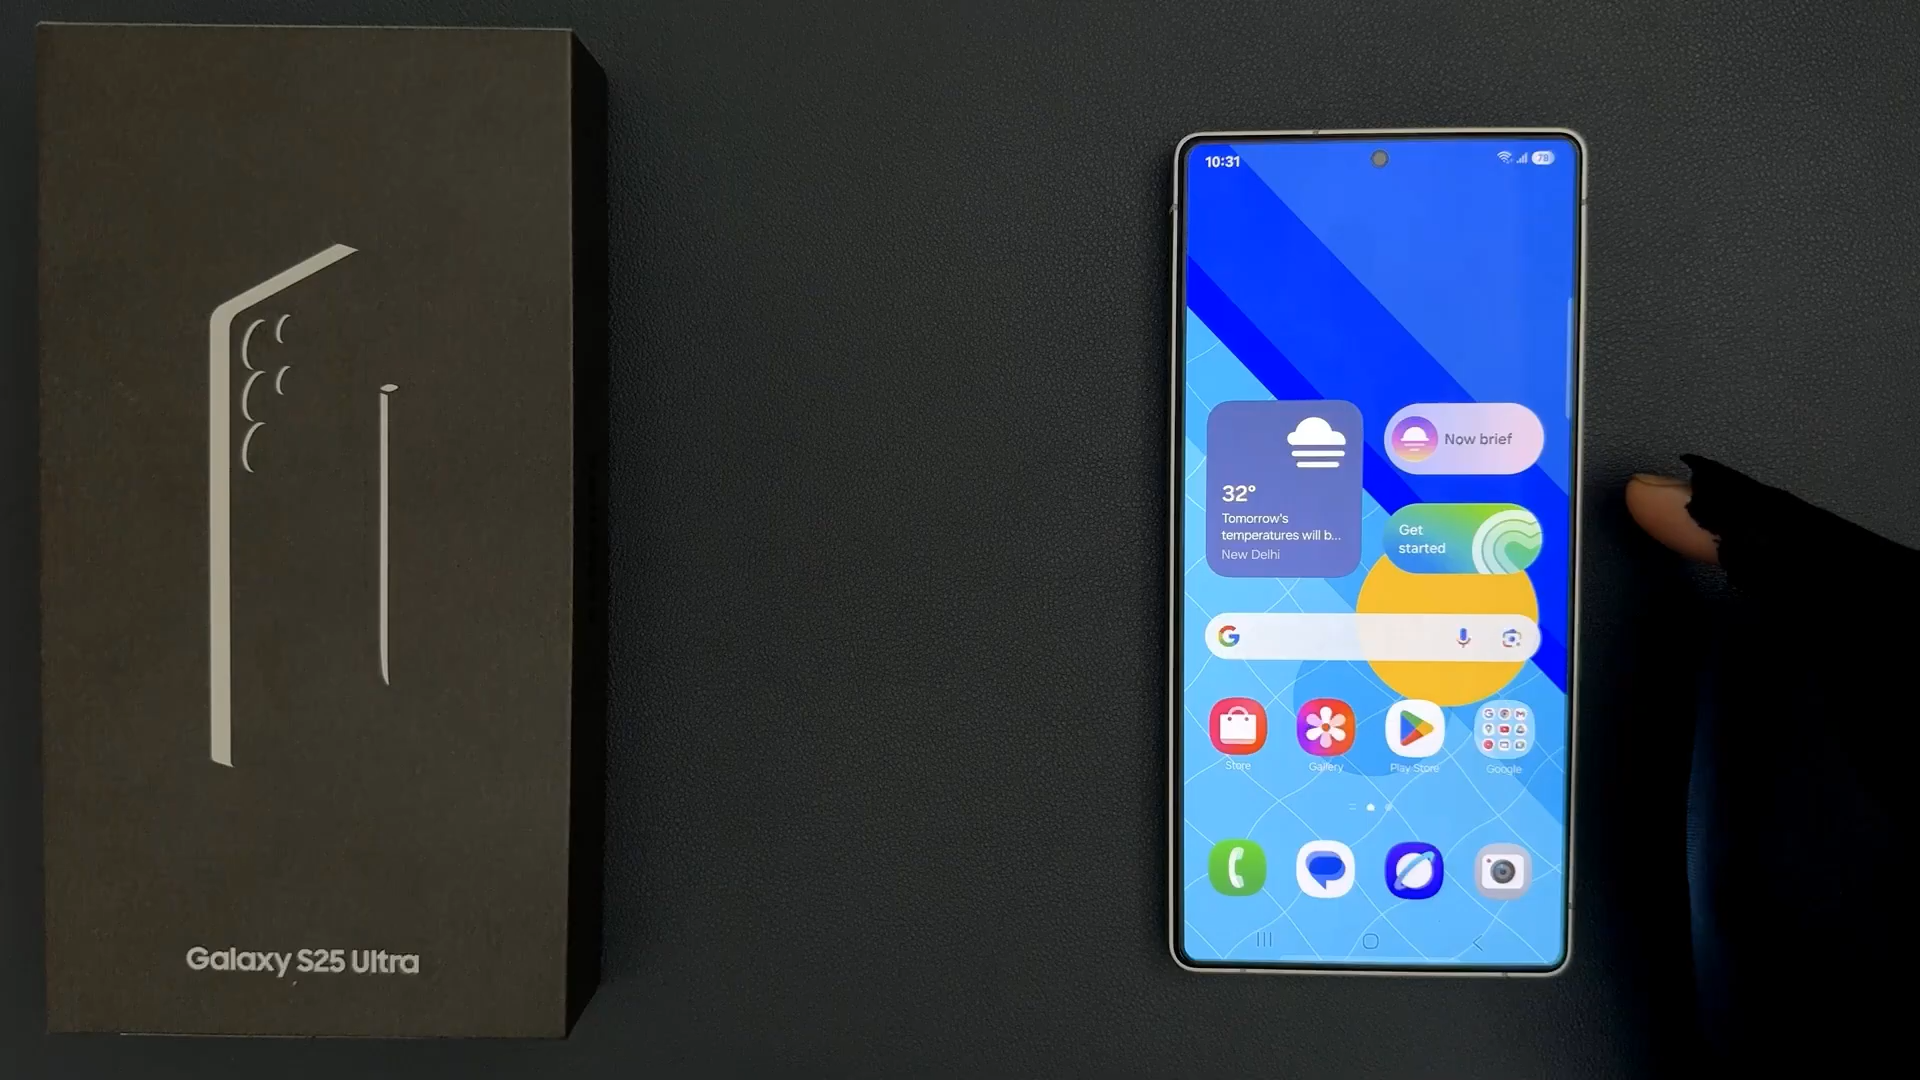 Galaxy S25 Ultra
10:31
78
Now brief
32°
Tomorrow's
temperatures will b...
New Delhi
Get
started
Store
Gallery
Play Store
Google